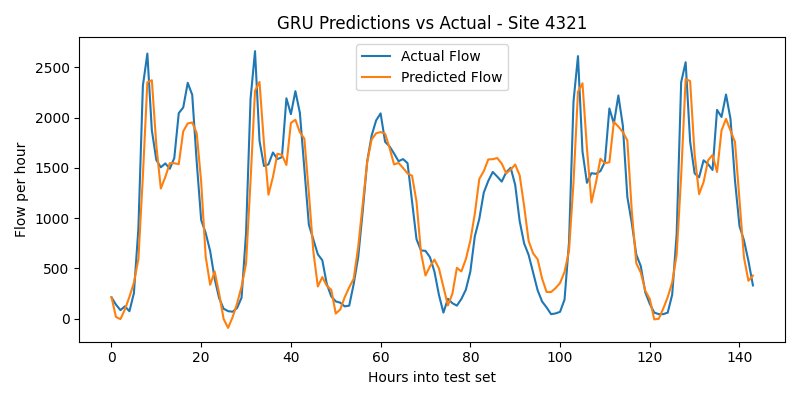 GRU Predictions vs Actual - Site 4321
Actual Flow
Predicted Flow
Flow per hour
2500
2000
1500
1000
500
0
0 20 40 60 80 100 120 140
Hours into test set